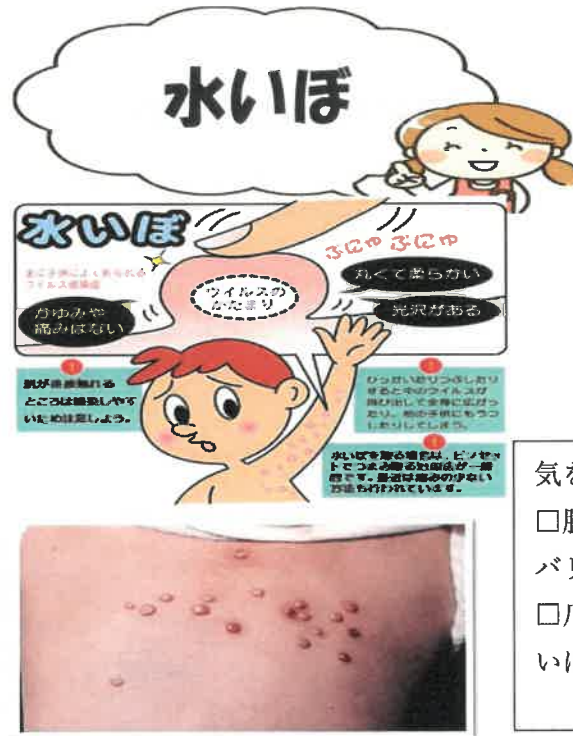 水いぼ
水いぼ
ぷにゅ ぷにゅ
主に子供によくみられる
ウイルス感染症
かゆみや
痛みはない
ウイルスの
かたまり
丸くて柔らかい
光沢がある
肌が直接触れる
ところは感染しやす
いため注意しよう。
ひっかいたりつぶしたり
すると中のウイルスが
飛び出して全身に広がっ
たり、他の子供にもうつ
したりしてしまう。
水いぼを取る場合は、ピンセッ
トでつまみ取る治療法が一般
的です。最近は痛みの少ない
方法も行われています。
気を
バリ
□爪
いに